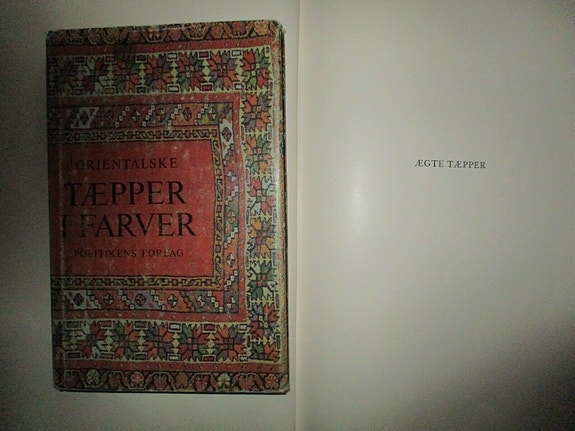 ORIENTALSKE
TÆPPER
I FARVER
POLITIKENS FORLAG
ÆGTE TÆPPER